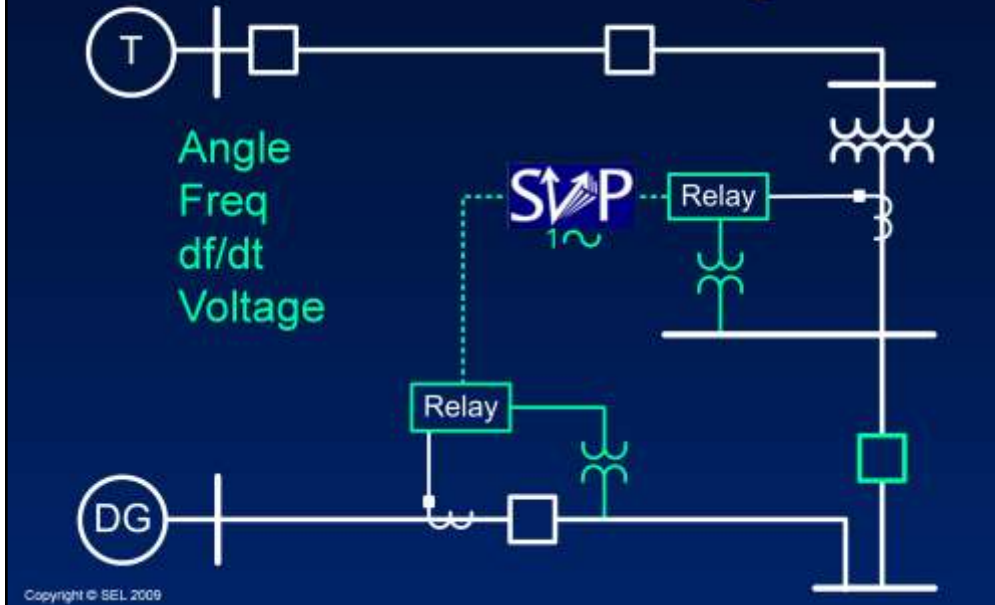 T
Angle
Freq
df/dt
Voltage
SVP
1
Relay
Relay
DG
Copyright © SEL 2009